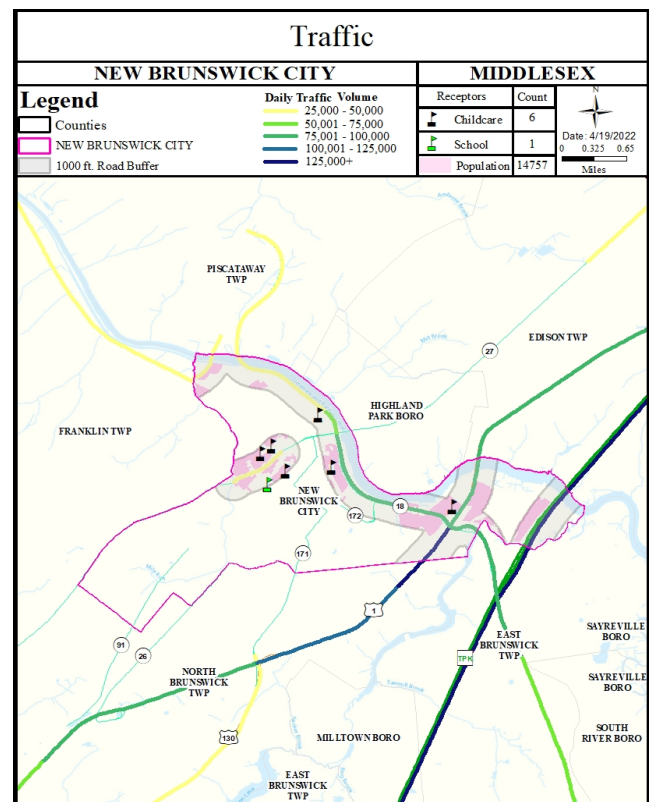 Traffic
NEW BRUNSWICK CITY
MIDDLESEX
Legend
Counties
NEW BRUNSWICK CITY
1000 ft. Road Buffer
Daily Traffic Volume
25,000 - 50,000
50,001 - 75,000
75,001 - 100,000
100,001 - 125,000
125,000+
Receptors Count
Childcare 6
School 1
Population 14757
N
Date: 4/19/2022
0 0.325 0.65
Miles
PISCATAWAY
TWP
EDISON TWP
27
HIGHLAND
PARK BORO
FRANKLIN TWP
NEW
BRUNSWICK
CITY
172
18
171
1
91
26
EAST
BRUNSWICK
TWP
TPK
SAYREVILLE
BORO
NORTH
BRUNSWICK
TWP
SAYREVILLE
BORO
130
MILLTOWN BORO
SOUTH
RIVER BORO
EAST
BRUNSWICK
TWP